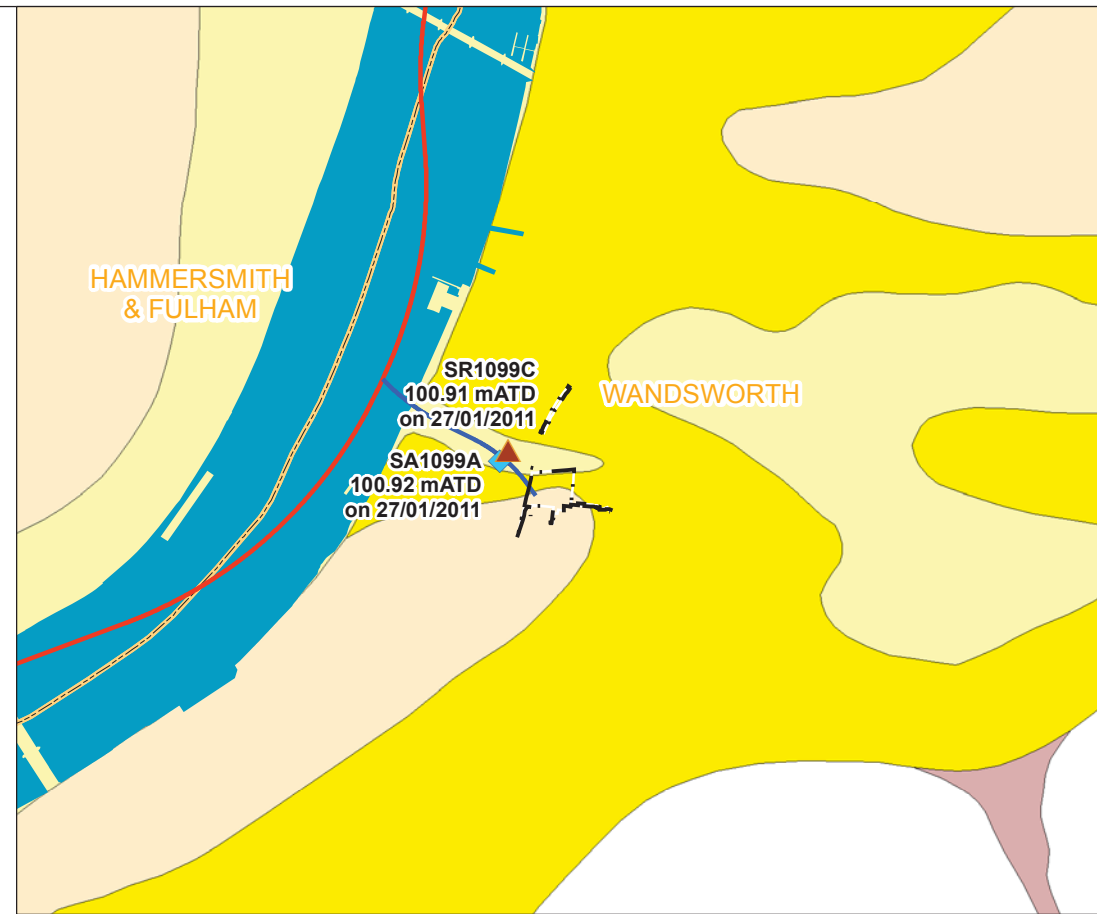 HAMMERSMITH
& FULHAM
SR1099C
100.91 mATD
on 27/01/2011
WANDSWORTH
SA1099A
100.92 mATD
on 27/01/2011